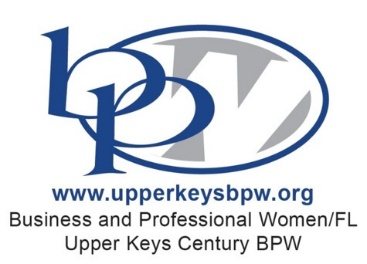 bpw
www.upperkeysbpw.org
Business and Professional Women/FL
Upper Keys Century BPW